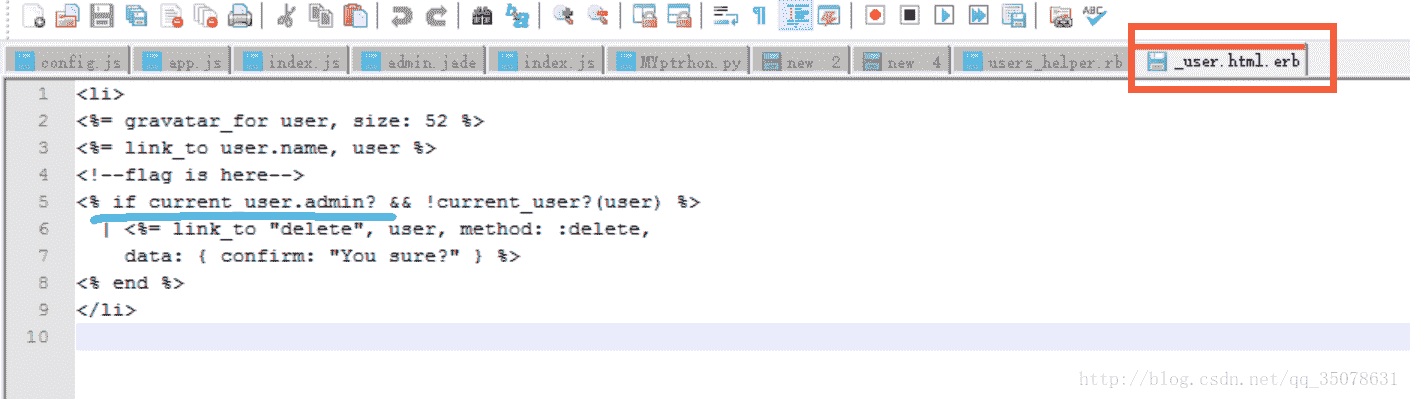 ABC
config.js app.js index.js admin.jade index.js MYptrhon.py new 2 new 4 users_helper.rb _user.html.erb
1 <li>
2 <%= gravatar_for user, size: 52 %>
3 <%= link_to user.name, user %>
4 <!--flag is here-->
5 <% if current_user.admin? && !current_user?(user) %>
6 | <%= link_to "delete", user, method: :delete,
7 data: { confirm: "You sure?" } %>
8 <% end %>
9 </li>
10
http://blog.csdn.net/qq_35078631